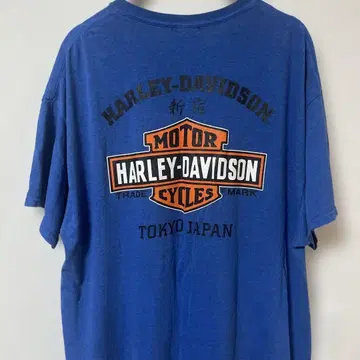 HARLEY-DAVIDSON
新宿
MOTOR
HARLEY-DAVIDSON
CYCLES
TRADE MARK
TOKYO JAPAN